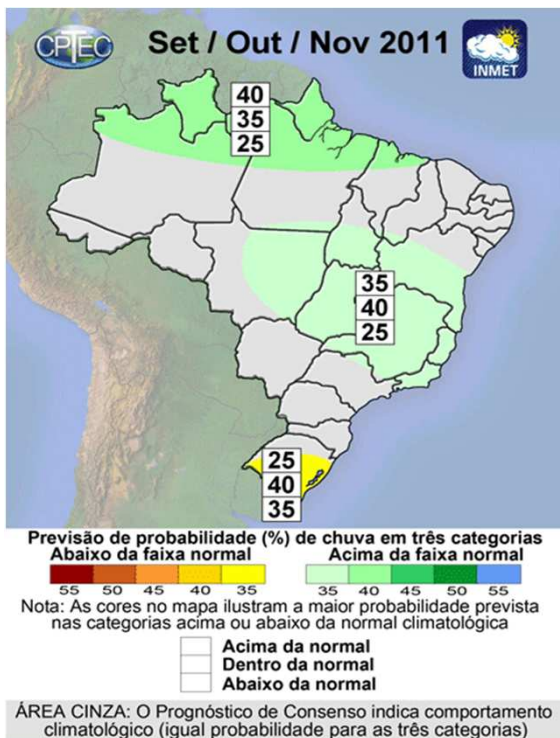 CPTEC
Set / Out / Nov 2011
INMET
40
35
25
35
40
25
25
40
35
Previsão de probabilidade (%) de chuva em três categorias
Abaixo da faixa normal
Acima da faixa normal
55 50 45 40 35
35 40 45 50 55
Nota: As cores no mapa ilustram a maior probabilidade prevista
nas categorias acima ou abaixo da normal climatológica
Acima da normal
Dentro da normal
Abaixo da normal
ÁREA CINZA: O Prognóstico de Consenso indica comportamento
climatológico (igual probabilidade para as três categorias)